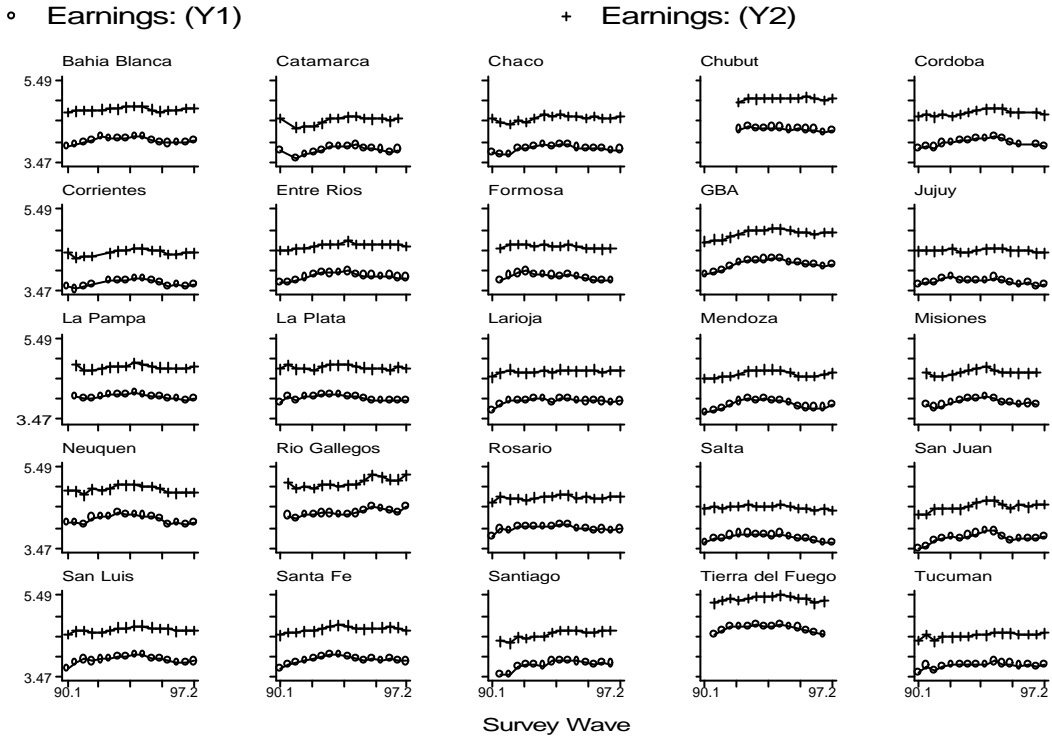 Earnings: (Y1) Earnings: (Y2)
Bahia Blanca Catamarca Chaco Chubut Cordoba
5.49
3.47
Corrientes Entre Rios Formosa GBA Jujuy
5.49
3.47
La Pampa La Plata Larioja Mendoza Misiones
5.49
3.47
Neuquen Rio Gallegos Rosario Salta San Juan
5.49
3.47
San Luis Santa Fe Santiago Tierra del Fuego Tucuman
5.49
3.47
90.1 97.2 90.1 97.2 90.1 97.2 90.1 97.2 90.1 97.2
Survey Wave